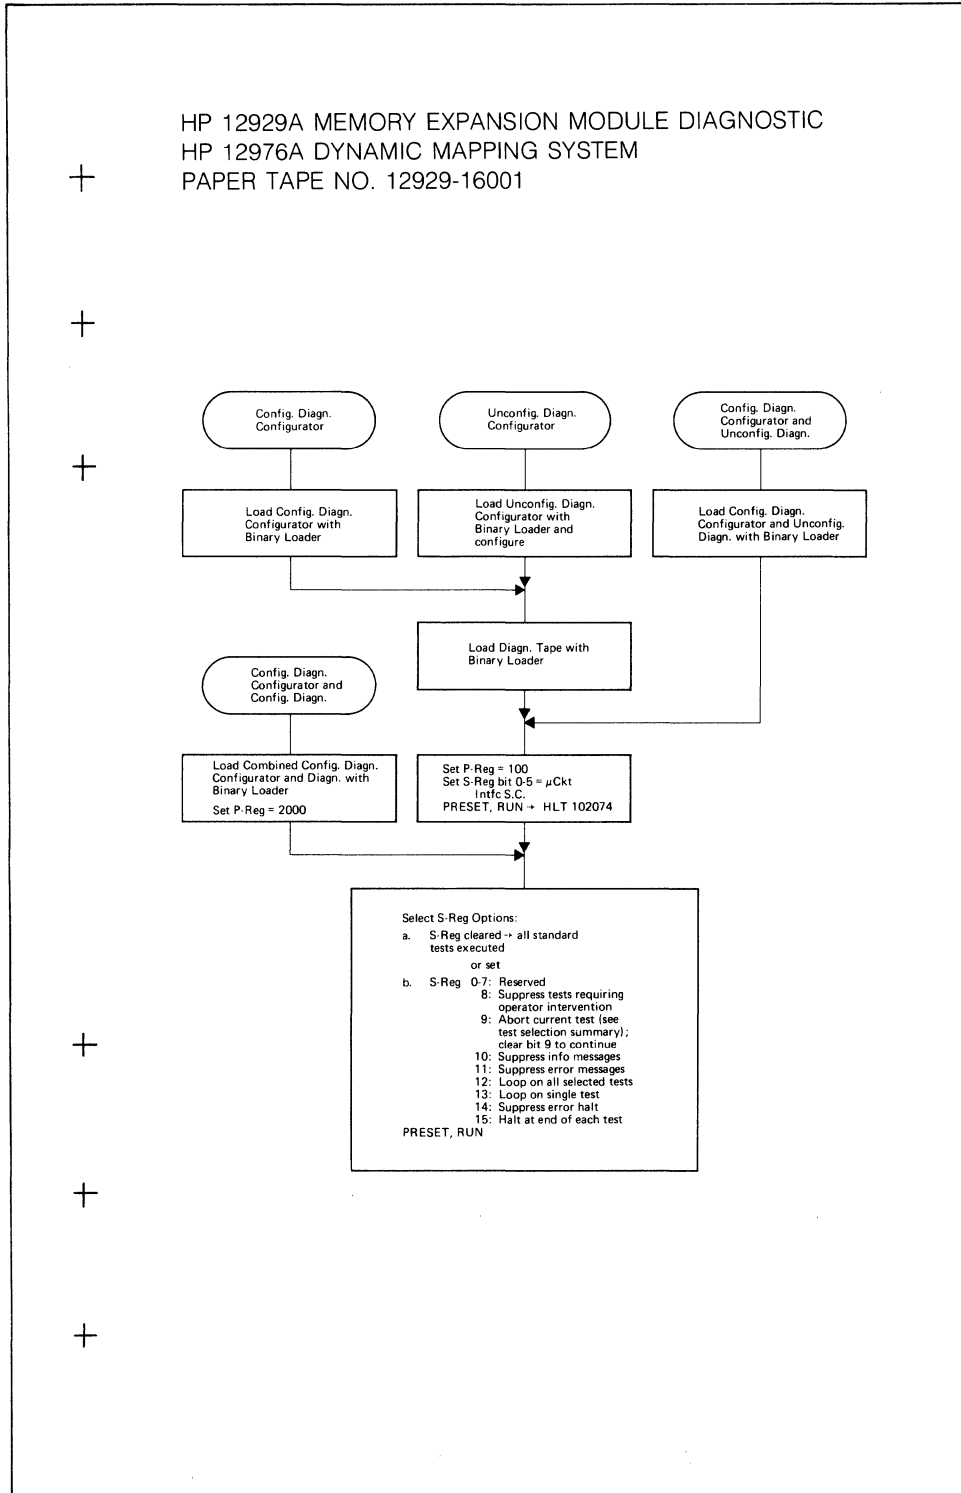 HP 12929A MEMORY EXPANSION MODULE DIAGNOSTIC
HP 12976A DYNAMIC MAPPING SYSTEM
PAPER TAPE NO. 12929-16001
Config. Diagn.
Configurator
Unconfig. Diagn.
Configurator
Config. Diagn.
Configurator and
Unconfig. Diagn.
Load Config. Diagn.
Configurator with
Binary Loader
Load Unconfig. Diagn.
Configurator with
Binary Loader and
configure
Load Config. Diagn.
Configurator and Unconfig.
Diagn. with Binary Loader
Load Diagn. Tape with
Binary Loader
Config. Diagn.
Configurator and
Config. Diagn.
Load Combined Config. Diagn.
Configurator and Diagn. with
Binary Loader
Set P-Reg = 2000
Set P-Reg = 100
Set S-Reg bit 0-5 = µCkt
Intfc S.C.
PRESET, RUN → HLT 102074
Select S-Reg Options:
a. S-Reg cleared → all standard
tests executed
or set
b. S-Reg 0-7: Reserved
8: Suppress tests requiring
operator intervention
9: Abort current test (see
test selection summary);
clear bit 9 to continue
10: Suppress info messages
11: Suppress error messages
12: Loop on all selected tests
13: Loop on single test
14: Suppress error halt
15: Halt at end of each test
PRESET, RUN